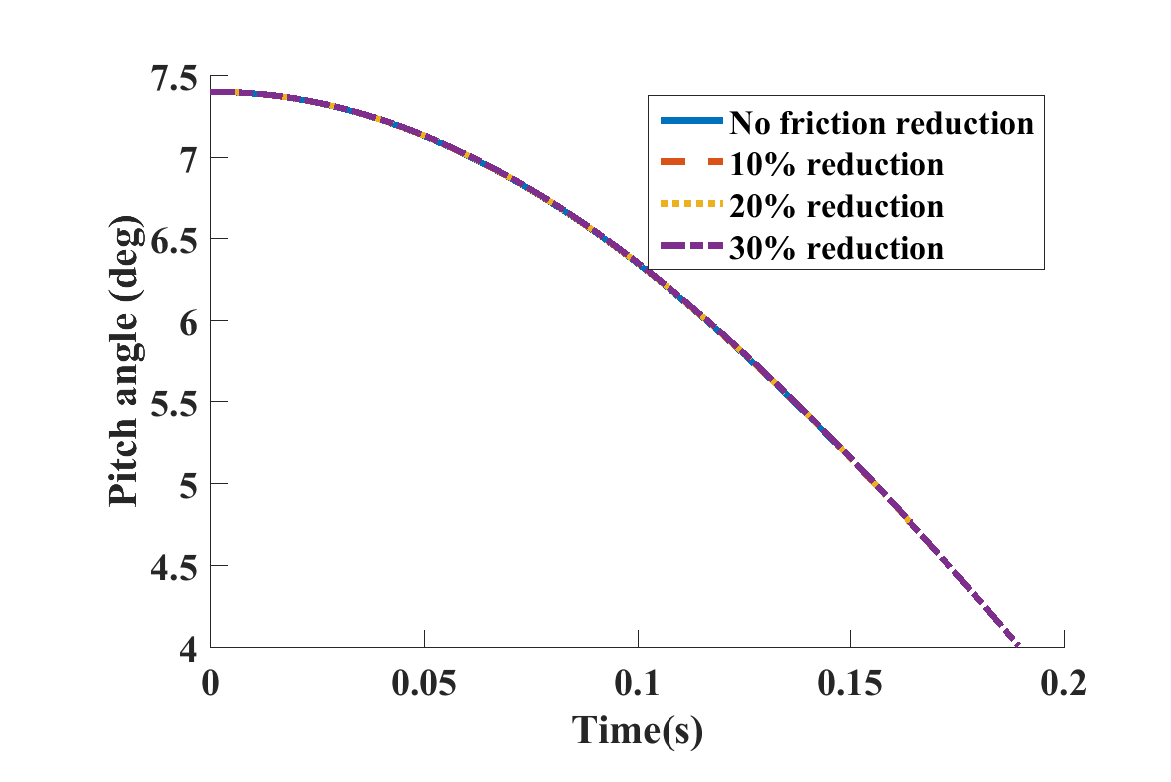 7.5
7
6.5
6
5.5
5
4.5
4
Pitch angle (deg)
No friction reduction
10% reduction
20% reduction
30% reduction
0 0.05 0.1 0.15 0.2
Time(s)